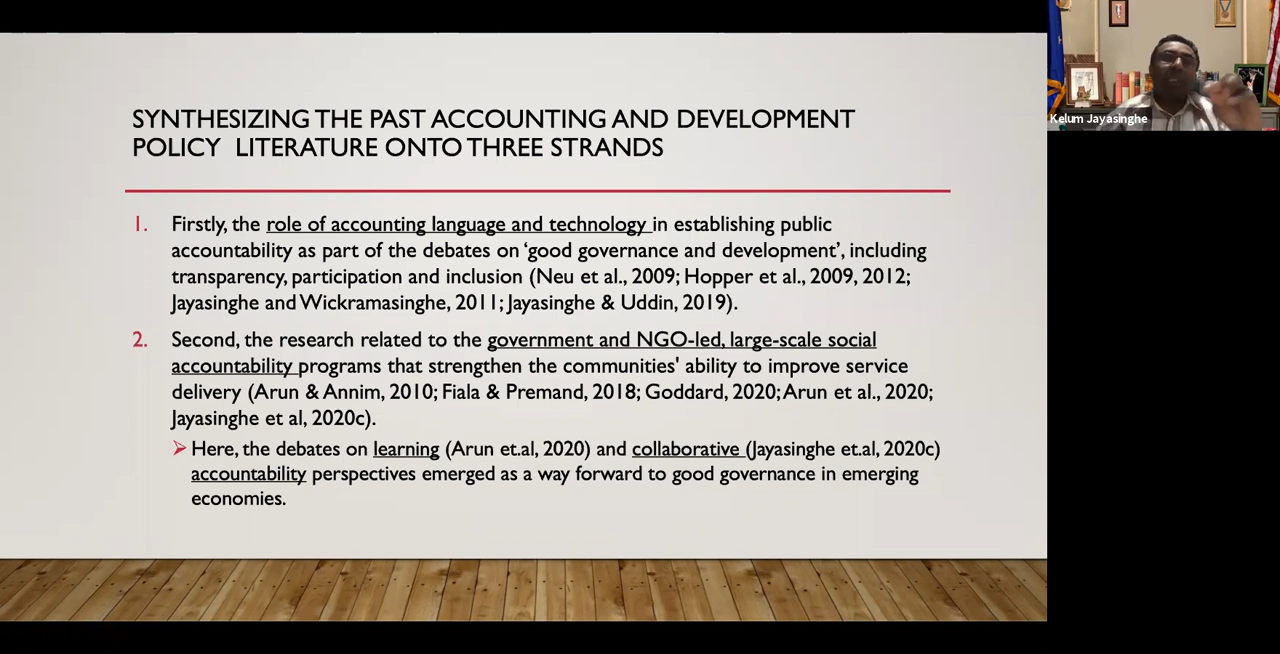 SYNTHESIZING THE PAST ACCOUNTING AND DEVELOPMENT
POLICY LITERATURE ONTO THREE STRANDS
1. Firstly, the role of accounting language and technology in establishing public
accountability as part of the debates on ‘good governance and development’, including
transparency, participation and inclusion (Neu et al., 2009; Hopper et al., 2009, 2012;
Jayasinghe and Wickramasinghe, 2011; Jayasinghe & Uddin, 2019).
2. Second, the research related to the government and NGO-led, large-scale social
accountability programs that strengthen the communities' ability to improve service
delivery (Arun & Annim, 2010; Fiala & Premand, 2018; Goddard, 2020; Arun et al., 2020;
Jayasinghe et al, 2020c).
Here, the debates on learning (Arun et.al, 2020) and collaborative (Jayasinghe et.al, 2020c)
accountability perspectives emerged as a way forward to good governance in emerging
economies.
Kelum Jayasinghe